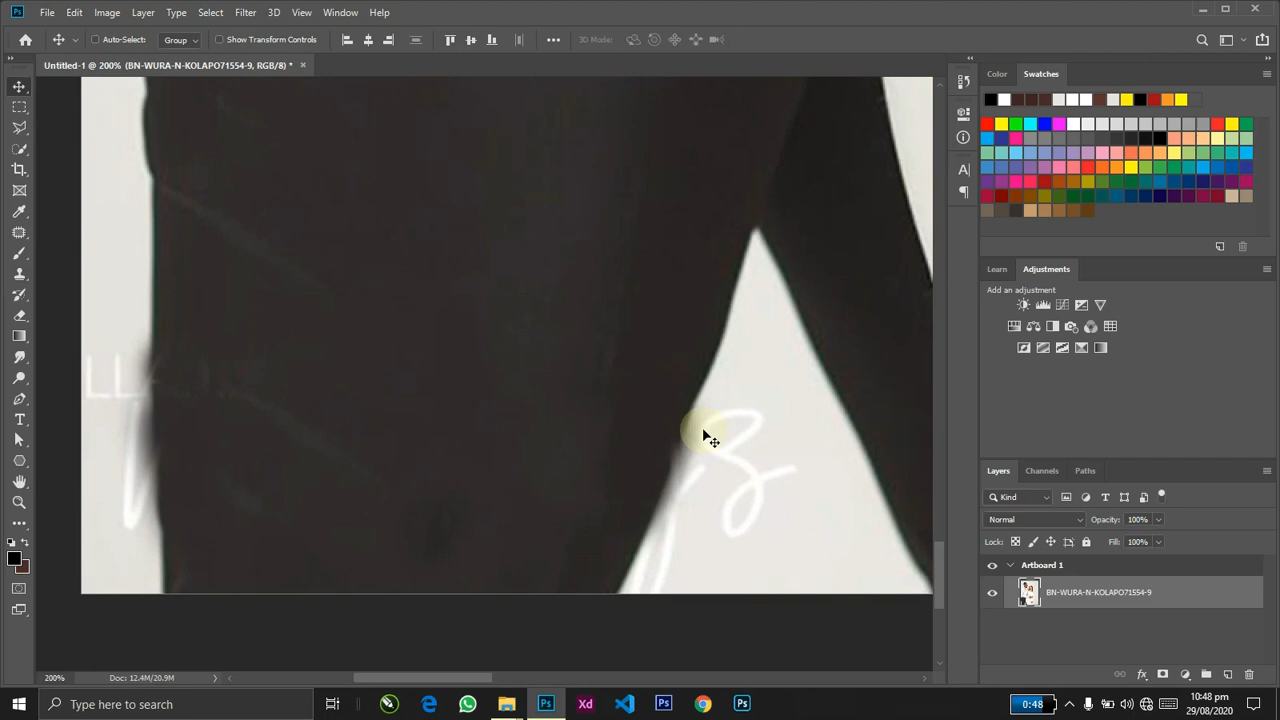 File Edit Image Layer Type Select Filter 3D View Window Help
Auto-Select: Group Show Transform Controls 3D Mode:
Untitled-1 @ 200% (BN-WURA-N-KOLAPO71554-9, RGB/8) *
Color Swatches
Learn Adjustments
Add an adjustment
LL
Layers Channels Paths
Kind
Normal Opacity: 100%
Lock: Fill: 100%
Artboard 1
BN-WURA-N-KOLAPO71554-9
200% Doc: 12.4M/20.9M
Type here to search
0:48
10:48 pm
29/08/2020